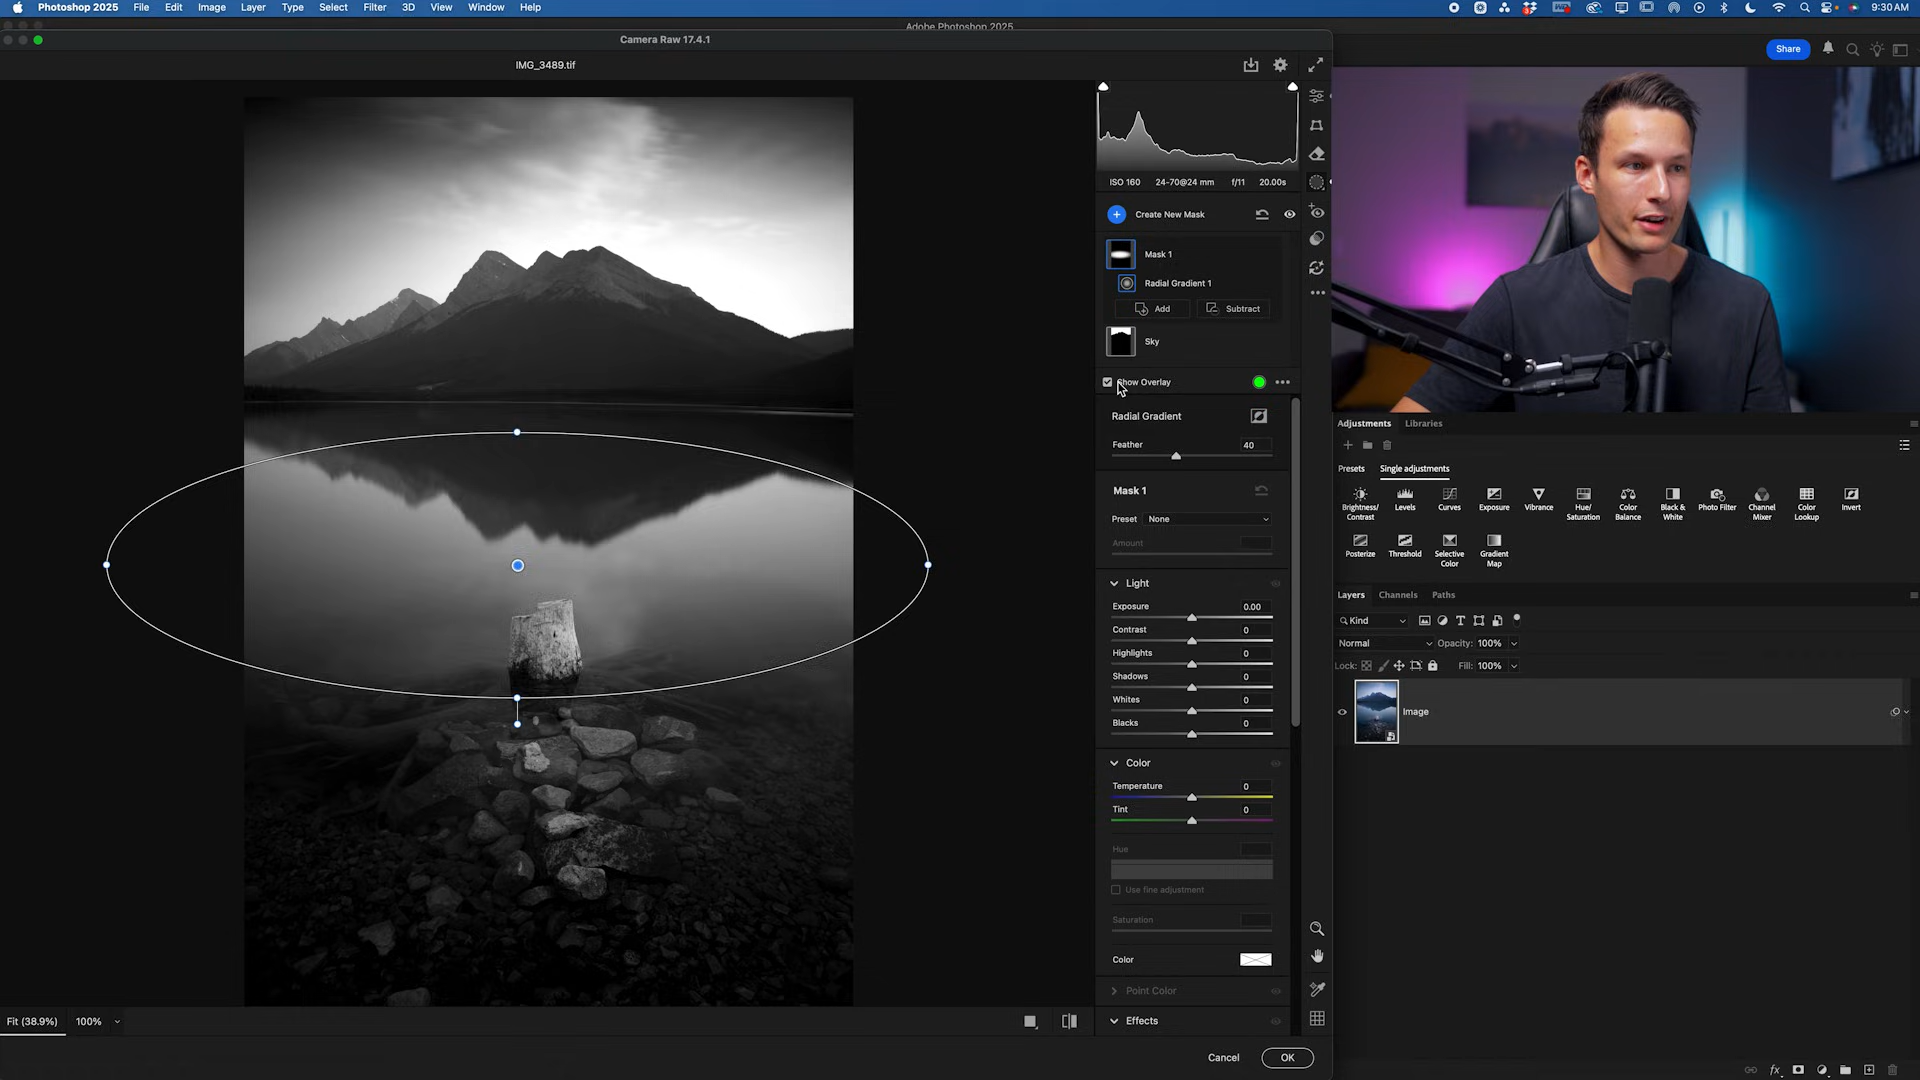 Photoshop 2025 File Edit Image Layer Type Select Filter 3D View Window Help 9:30 AM
Adobe Photoshop 2025
Camera Raw 17.4.1
IMG_3489.tif
Share
ISO 160 24-70@24 mm f/11 20.00s
Create New Mask
Mask 1
Radial Gradient 1
Add Subtract
Sky
Show Overlay
Radial Gradient
Feather 40
Mask 1
Preset None
Amount
Light
Exposure 0.00
Contrast 0
Highlights 0
Shadows 0
Whites 0
Blacks 0
Color
Temperature 0
Tint 0
Hue
Use fine adjustment
Saturation
Color
Point Color
Effects
Fit (38.9%) 100%
Cancel OK
Adjustments Libraries
Presets Single adjustments
Brightness/ Levels Curves Exposure Vibrance Hue/ Color Black & Photo Filter Channel Color Invert
Contrast Saturation Balance White Mixer Lookup
Posterize Threshold Selective Gradient
Color Map
Layers Channels Paths
Kind
Normal Opacity: 100%
Lock: Fill: 100%
Image
fx